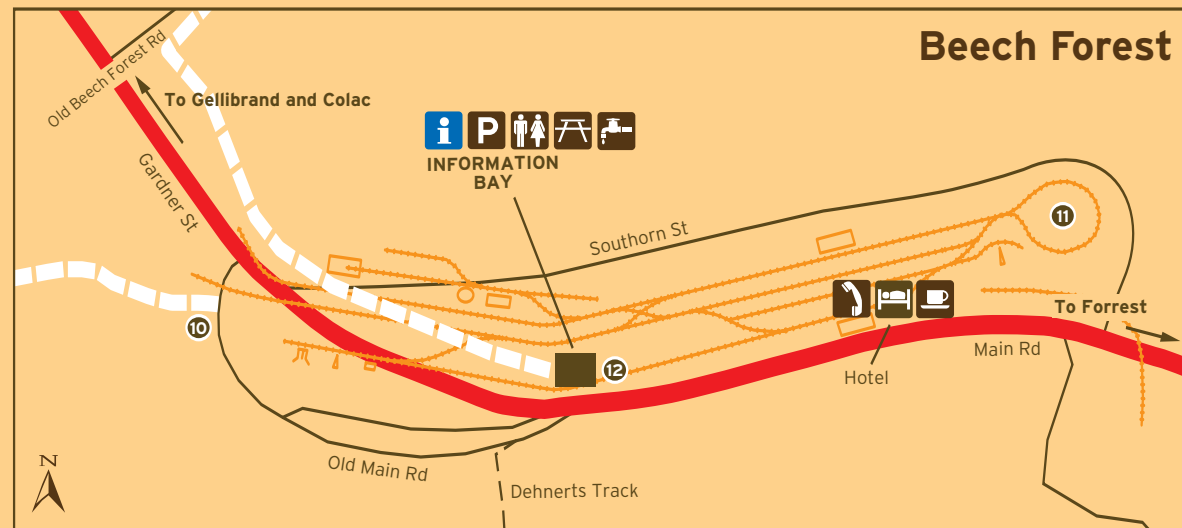 Beech Forest
Old Beech Forest Rd
To Gellibrand and Colac
Gardner St
i P
INFORMATION
BAY
Southorn St
11
To Forrest
10
12
Main Rd
Hotel
Old Main Rd
Dehnerts Track
N